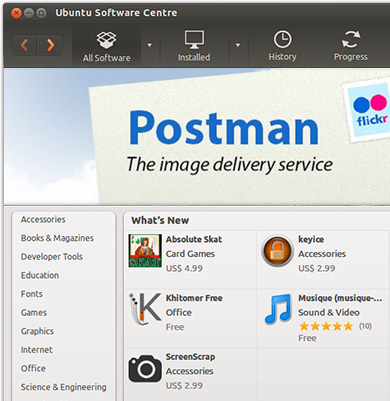 Ubuntu Software Centre
All Software
Installed
History
Progress
Postman
The image delivery service
flickr
Accessories
Books & Magazines
Developer Tools
Education
Fonts
Games
Graphics
Internet
Office
Science & Engineering
What's New
SKAT
Absolute Skat
Card Games
US$ 4.99
keyice
Accessories
US$ 2.99
Khitomer Free
Office
Free
Musique (musique-...
Sound & Video
(10)
Free
ScreenScrap
Accessories
US$ 2.99